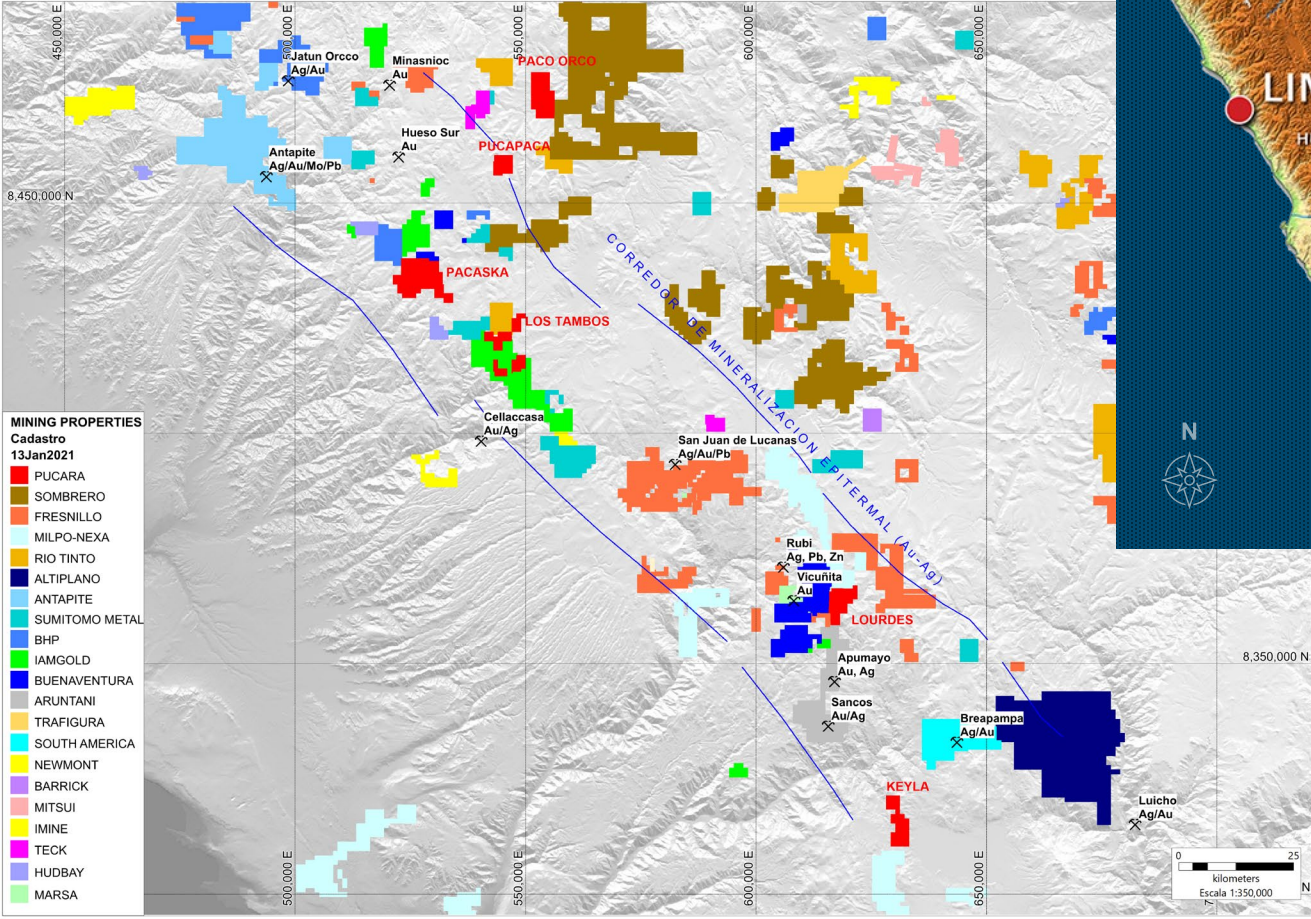 450,000 E
500,000 E
550,000 E
600,000 E
650,000 E
LIM
H
Jatun Orcco
Ag/Au
Minasnioc
Au
PACO ORCO
Hueso Sur
Au
PUCAPACA
Antapite
Ag/Au/Mo/Pb
8,450,000 N
PACASKA
CORREDOR DE MINERALIZACION EPITERMAL (Au-Ag)
LOS TAMBOS
Cellaccasa
Au/Ag
San Juan de Lucanas
Ag/Au/Pb
N
Rubi
Ag, Pb, Zn
Vicuñita
Au
LOURDES
Apumayo
Au, Ag
8,350,000 N
Sancos
Au/Ag
Breapampa
Ag/Au
KEYLA
Luicho
Ag/Au
MINING PROPERTIES
Cadastro
13Jan2021
PUCARA
SOMBRERO
FRESNILLO
MILPO-NEXA
RIO TINTO
ALTIPLANO
ANTAPITE
SUMITOMO METAL
BHP
IAMGOLD
BUENAVENTURA
ARUNTANI
TRAFIGURA
SOUTH AMERICA
NEWMONT
BARRICK
MITSUI
IMINE
TECK
HUDBAY
MARSA
500,000 E
550,000 E
600,000 E
650,000 E
0 25
kilometers
Escala 1:350,000
N